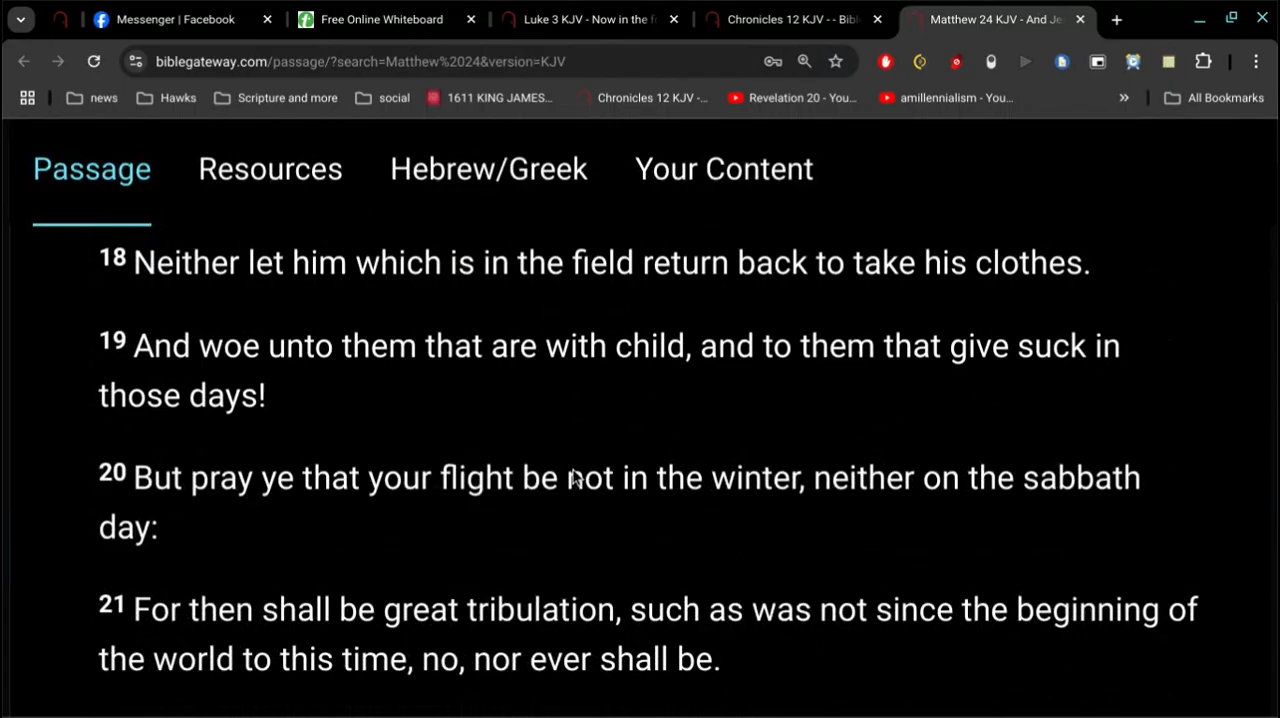 Messenger | Facebook
Free Online Whiteboard
Luke 3 KJV - Now in the f
Chronicles 12 KJV - - Bibl
Matthew 24 KJV - And Je
biblegateway.com/passage/?search=Matthew%2024&version=KJV
news
Hawks
Scripture and more
social
1611 KING JAMES...
Chronicles 12 KJV -...
Revelation 20 - You...
amillennialism - You...
All Bookmarks
Passage
Resources
Hebrew/Greek
Your Content
18 Neither let him which is in the field return back to take his clothes.
19 And woe unto them that are with child, and to them that give suck in
those days!
20 But pray ye that your flight be not in the winter, neither on the sabbath
day:
21 For then shall be great tribulation, such as was not since the beginning of
the world to this time, no, nor ever shall be.